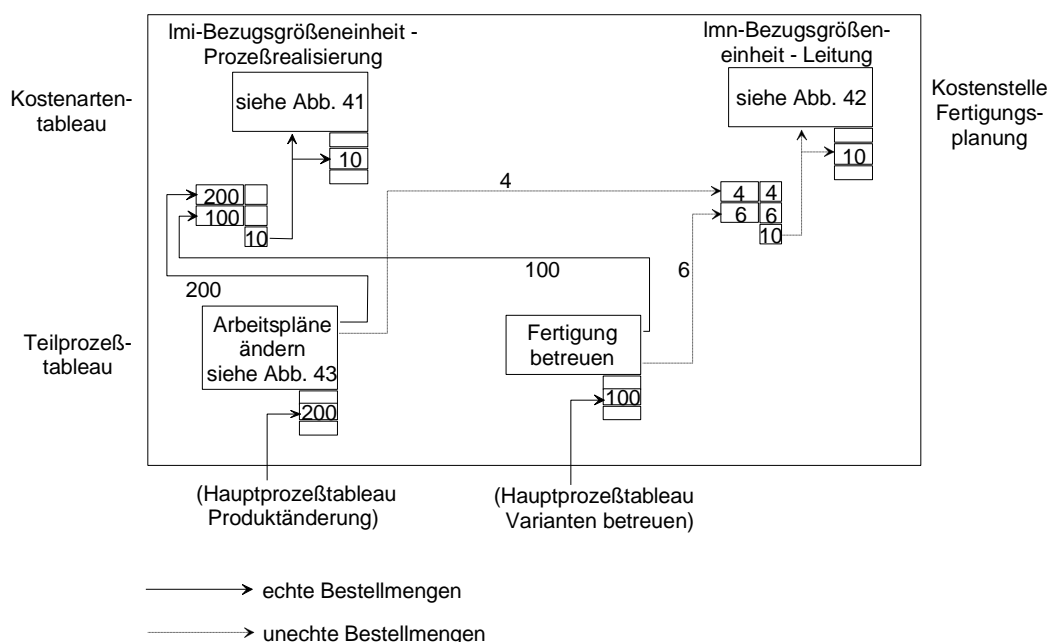 Imi-Bezugsgrößeneinheit -
Prozeßrealisierung
Imn-Bezugsgrößen-
einheit - Leitung
Kostenarten-
tableau
siehe Abb. 41
siehe Abb. 42
Kostenstelle
Fertigungs-
planung
10
10
4
200
100
10
4 4
6 6
10
100
6
200
Teilprozeß-
tableau
Arbeitspläne
ändern
siehe Abb. 43
Fertigung
betreuen
200
100
(Hauptprozeßtableau
Produktänderung)
(Hauptprozeßtableau
Varianten betreuen)
echte Bestellmengen
unechte Bestellmengen